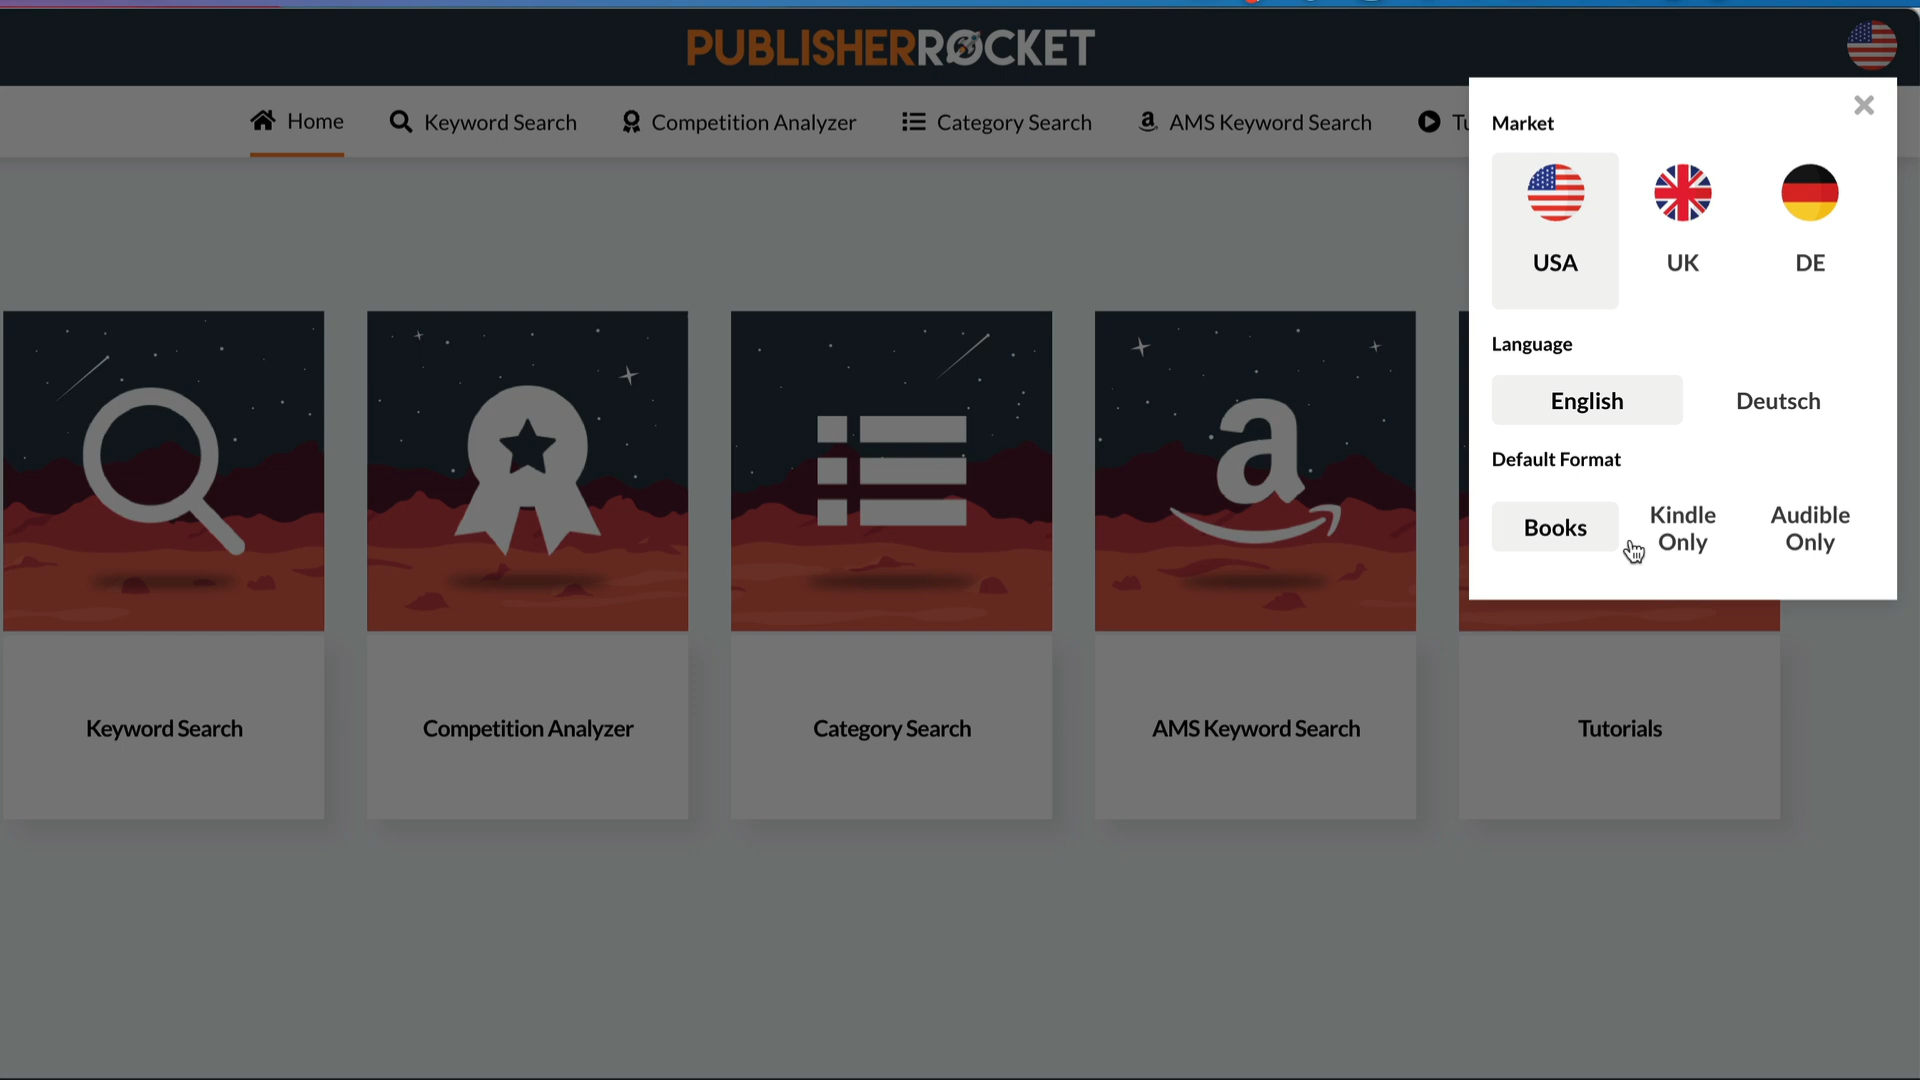 PUBLISHERROCKET
Home
Keyword Search
Competition Analyzer
Category Search
AMS Keyword Search
Market
USA
UK
DE
Language
English
Deutsch
Default Format
Books
Kindle
Only
Audible
Only
Keyword Search
Competition Analyzer
Category Search
AMS Keyword Search
Tutorials